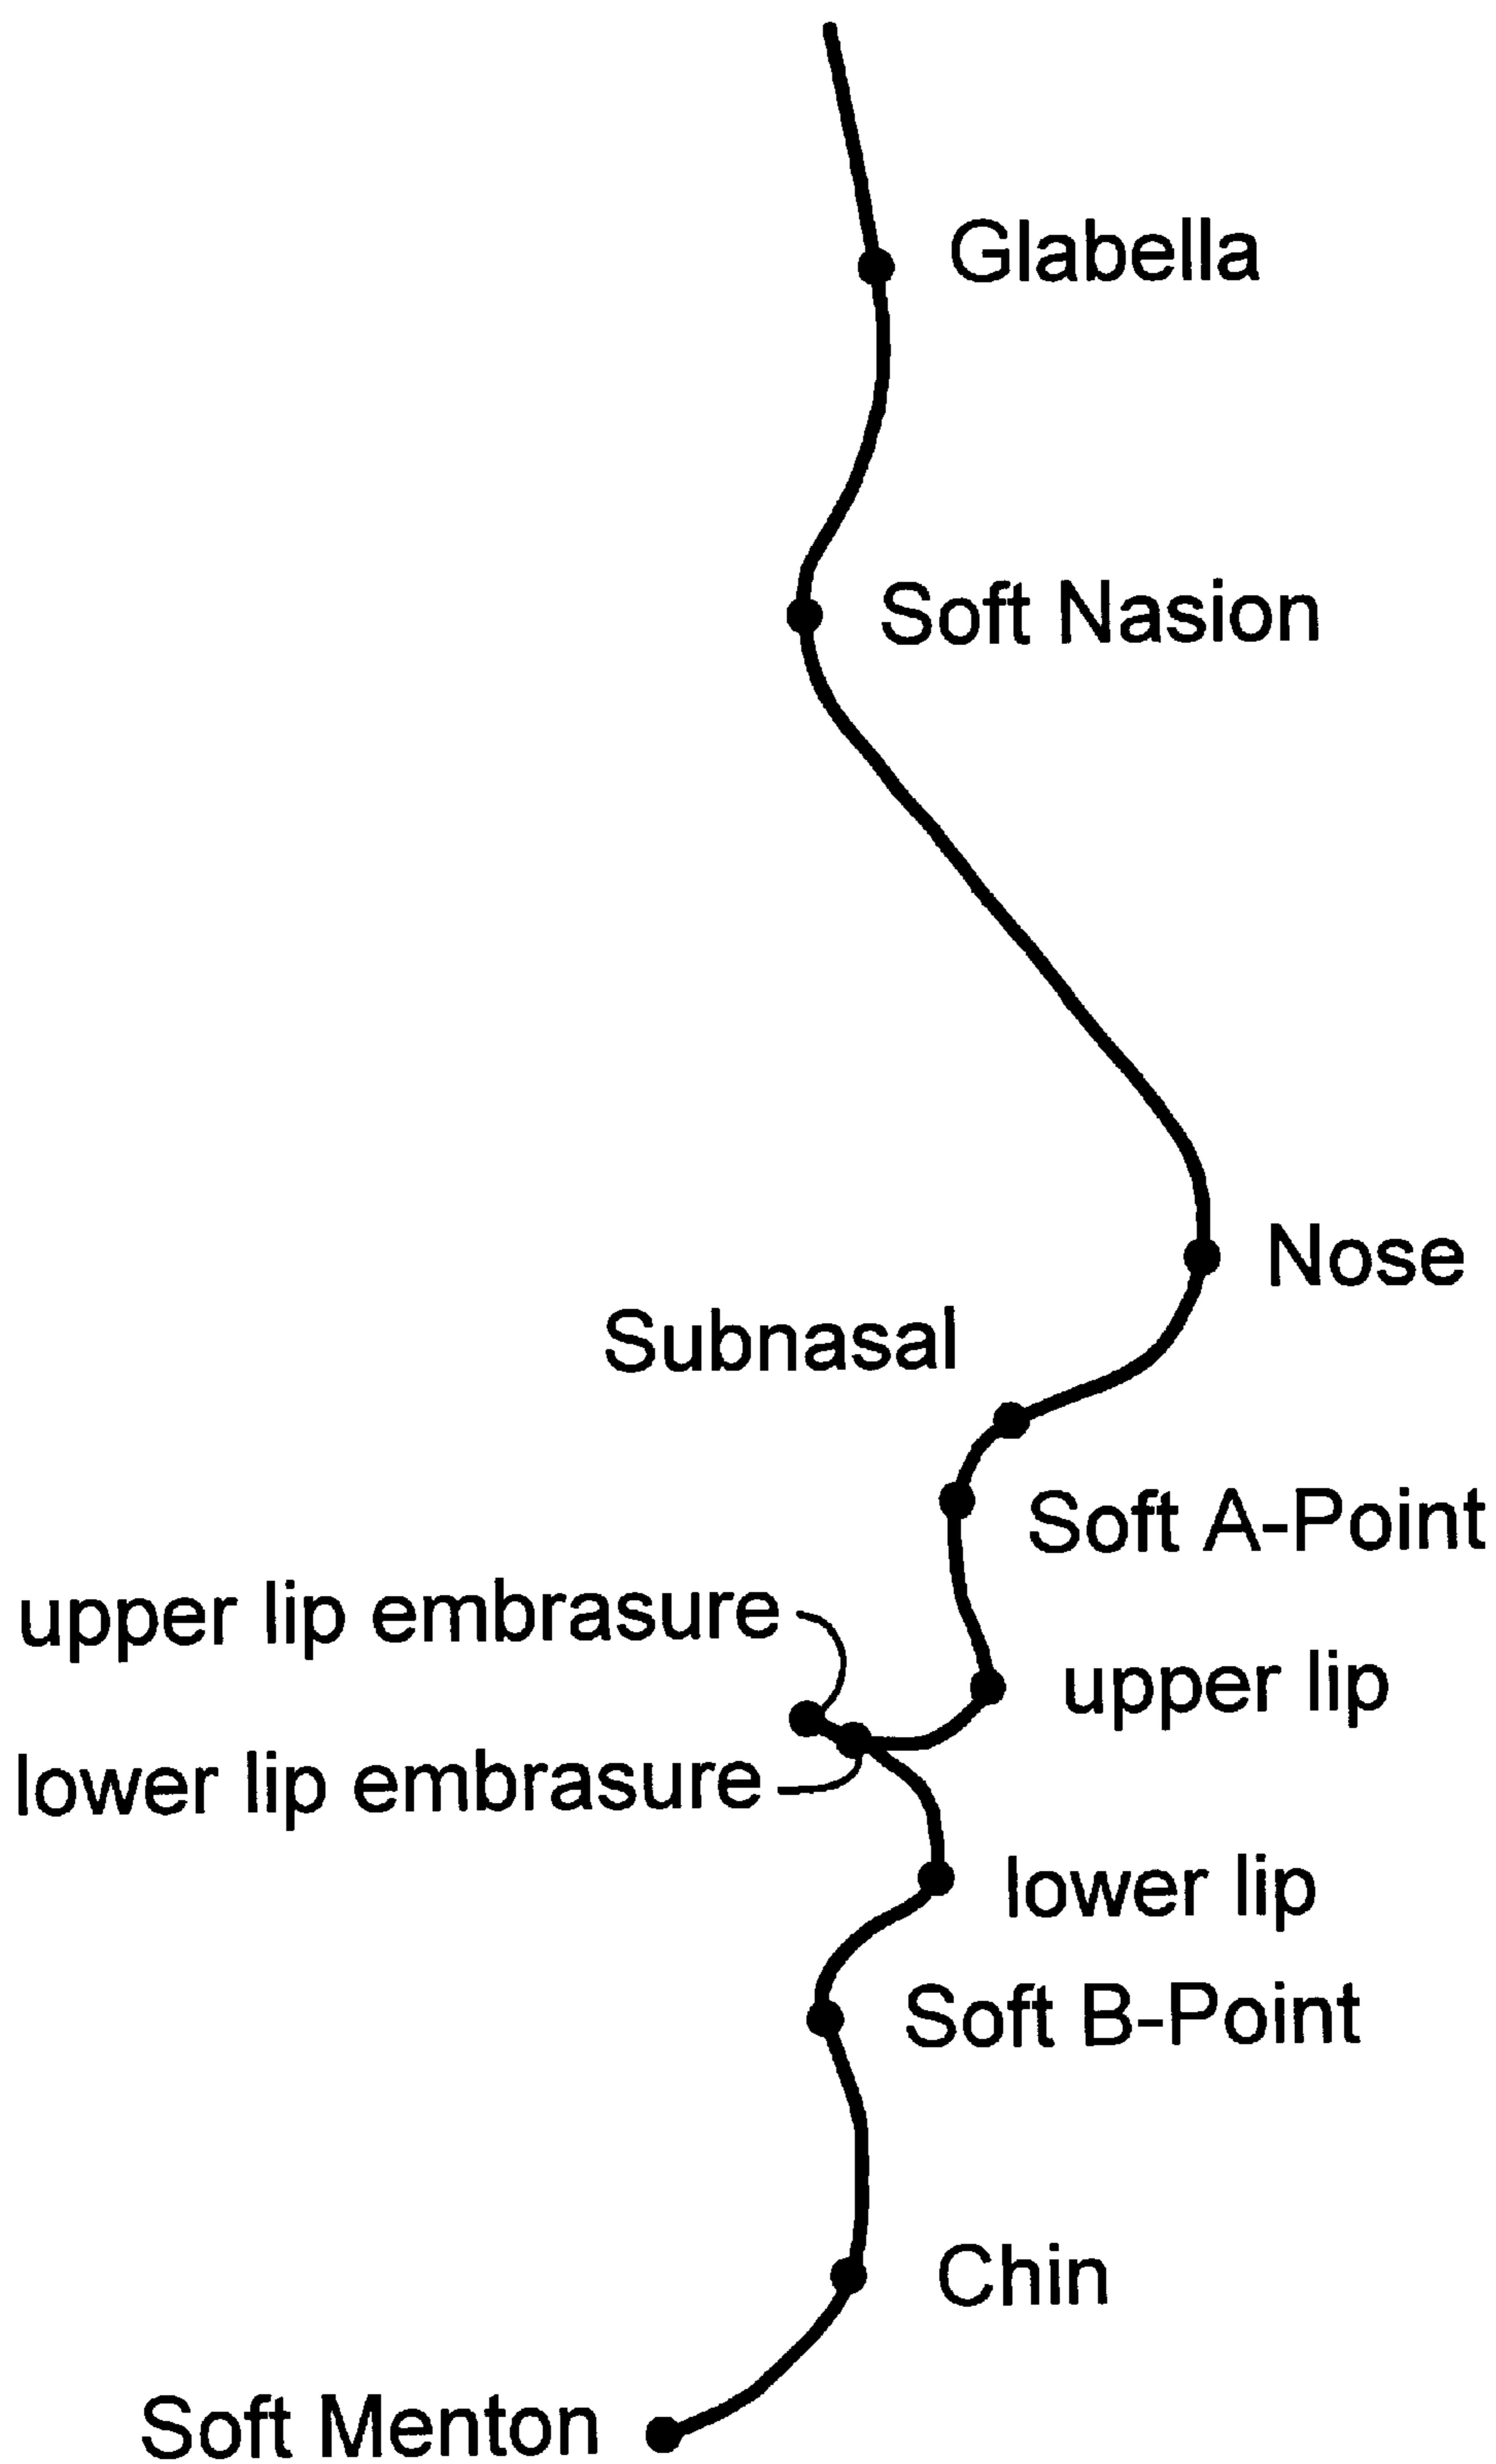 Glabella
Soft Nasion
Nose
Subnasal
Soft A-Point
upper lip embrasure
upper lip
lower lip embrasure
lower lip
Soft B-Point
Chin
Soft Menton